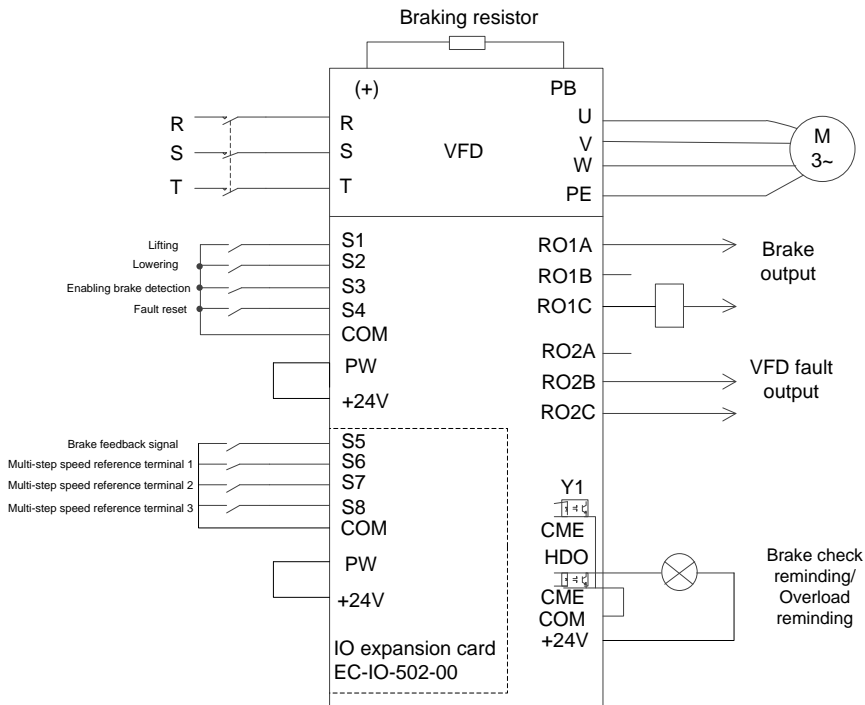 Braking resistor
(+)
PB
R
S
T
R
S
T
VFD
U
V
W
PE
M
3~
Lifting
Lowering
Enabling brake detection
Fault reset
S1
S2
S3
S4
COM
PW
+24V
RO1A
RO1B
RO1C
RO2A
RO2B
RO2C
Brake
output
VFD fault
output
Brake feedback signal
Multi-step speed reference terminal 1
Multi-step speed reference terminal 2
Multi-step speed reference terminal 3
S5
S6
S7
S8
COM
PW
+24V
IO expansion card
EC-IO-502-00
Y1
CME
HDO
CME
COM
+24V
Brake check
reminding/
Overload
reminding